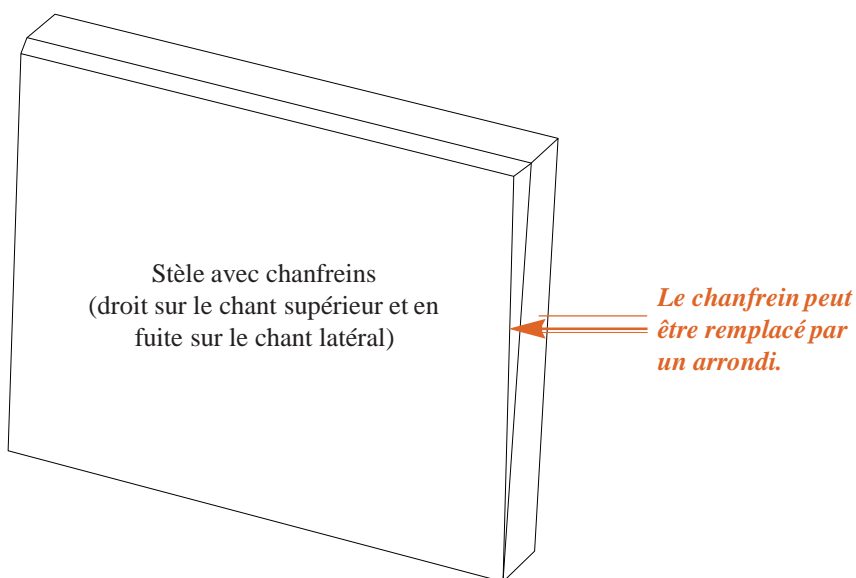 Stèle avec chanfreins
(droit sur le chant supérieur et en
fuite sur le chant latéral)
Le chanfrein peut
être remplacé par
un arrondi.